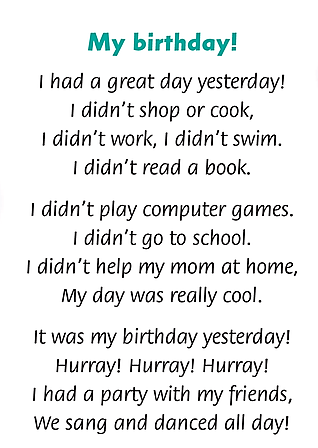 My birthday!
I had a great day yesterday!
I didn't shop or cook,
I didn't work, I didn't swim.
I didn't read a book.
I didn't play computer games.
I didn't go to school.
I didn't help my mom at home,
My day was really cool.
It was my birthday yesterday!
Hurray! Hurray! Hurray!
I had a party with my friends,
We sang and danced all day!